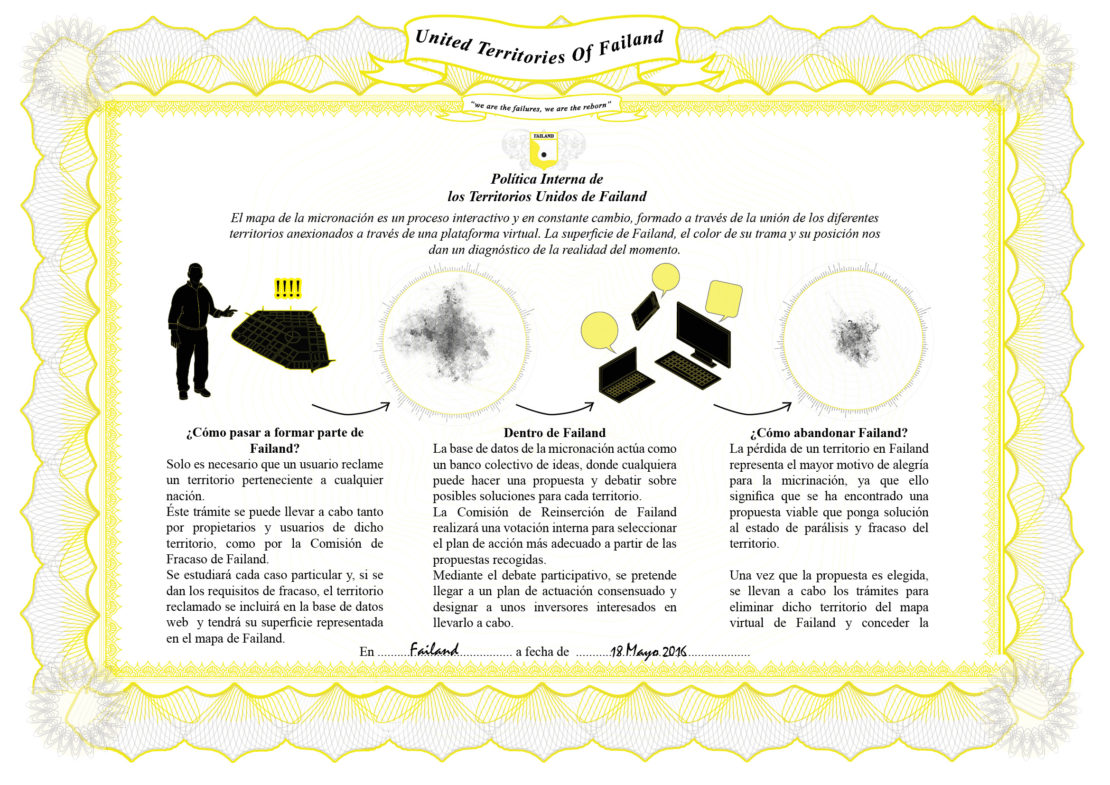 United Territories Of Failand
"we are the failures, we are the reborn"
FAILAND
Política Interna de
los Territorios Unidos de Failand
El mapa de la micronación es un proceso interactivo y en constante cambio, formado a través de la unión de los diferentes
territorios anexionados a través de una plataforma virtual. La superficie de Failand, el color de su trama y su posición nos
dan un diagnóstico de la realidad del momento.
!!!!
¿Cómo pasar a formar parte de
Failand?
Solo es necesario que un usuario reclame
un territorio perteneciente a cualquier
nación.
Éste trámite se puede llevar a cabo tanto
por propietarios y usuarios de dicho
territorio, como por la Comisión de
Fracaso de Failand.
Se estudiará cada caso particular y, si se
dan los requisitos de fracaso, el territorio
reclamado se incluirá en la base de datos
web y tendrá su superficie representada
en el mapa de Failand.
Dentro de Failand
La base de datos de la micronación actúa como
un banco colectivo de ideas, donde cualquiera
puede hacer una propuesta y debatir sobre
posibles soluciones para cada territorio.
La Comisión de Reinserción de Failand
realizará una votación interna para seleccionar
el plan de acción más adecuado a partir de las
propuestas recogidas.
Mediante el debate participativo, se pretende
llegar a un plan de actuación consensuado y
designar a unos inversores interesados en
llevarlo a cabo.
¿Cómo abandonar Failand?
La pérdida de un territorio en Failand
representa el mayor motivo de alegría
para la micrinación, ya que ello
significa que se ha encontrado una
propuesta viable que ponga solución
al estado de parálisis y fracaso del
territorio.
Una vez que la propuesta es elegida,
se llevan a cabo los trámites para
eliminar dicho territorio del mapa
virtual de Failand y conceder la
En ..........Failand.......... a fecha de ..........18 Mayo 2016..........